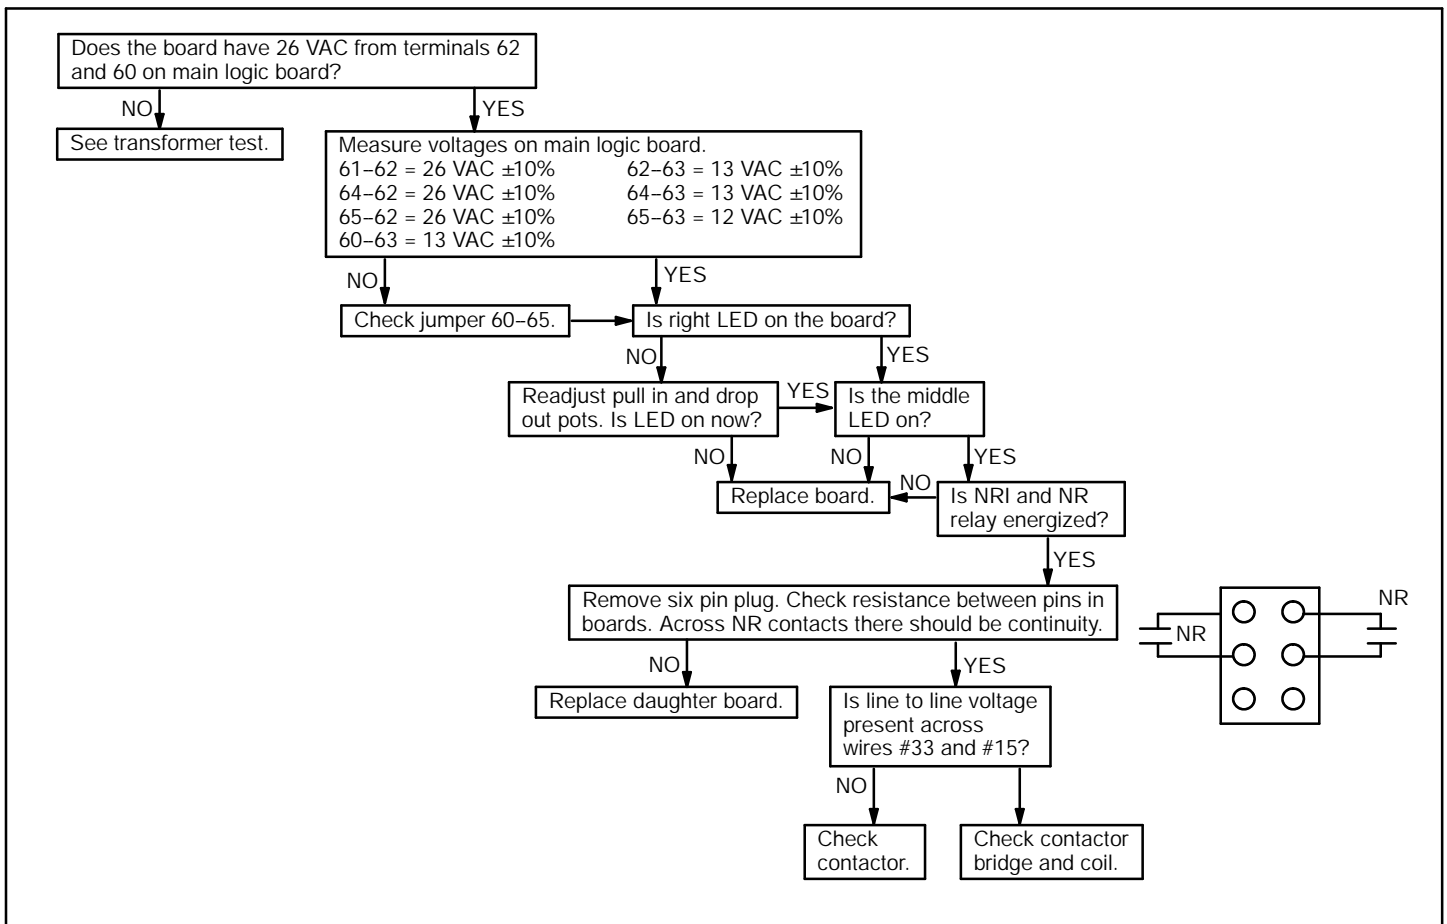 Does the board have 26 VAC from terminals 62
and 60 on main logic board?
NO
YES
See transformer test.
Measure voltages on main logic board.
61–62 = 26 VAC ±10% 62–63 = 13 VAC ±10%
64–62 = 26 VAC ±10% 64–63 = 13 VAC ±10%
65–62 = 26 VAC ±10% 65–63 = 12 VAC ±10%
60–63 = 13 VAC ±10%
NO
YES
Check jumper 60–65.
Is right LED on the board?
NO
YES
Readjust pull in and drop
out pots. Is LED on now?
YES
Is the middle
LED on?
NO
NO
YES
Replace board.
NO
Is NRI and NR
relay energized?
YES
Remove six pin plug. Check resistance between pins in
boards. Across NR contacts there should be continuity.
NR
NR
NO
YES
Replace daughter board.
Is line to line voltage
present across
wires #33 and #15?
NO
Check
contactor.
Check contactor
bridge and coil.